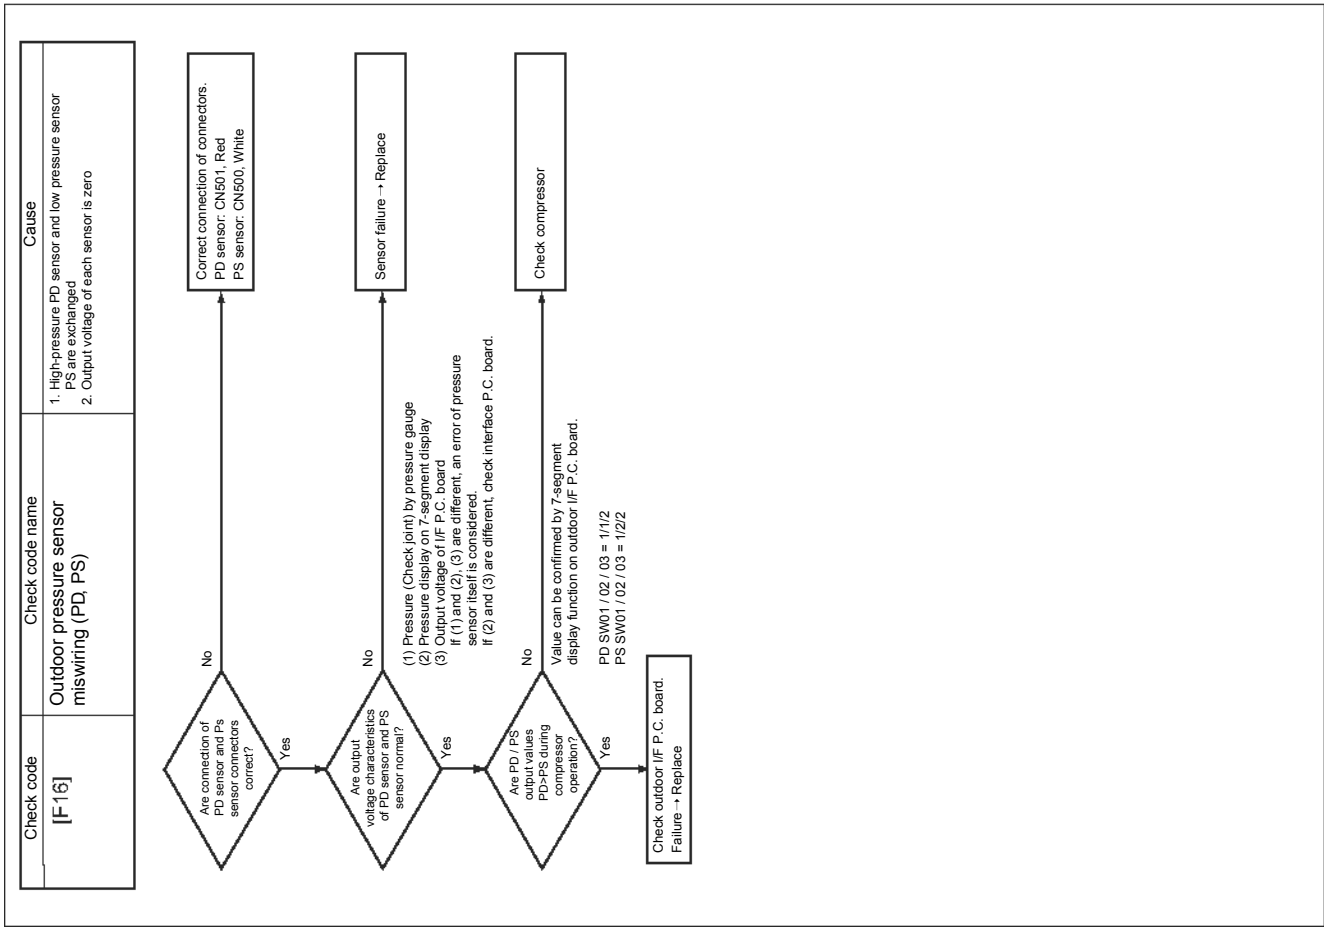 Check code
Check code name
Cause
[F16]
Outdoor pressure sensor
miswiring (PD, PS)
1. High-pressure PD sensor and low pressure sensor
PS are exchanged
2. Output voltage of each sensor is zero
Are connection of
PD sensor and Ps
sensor connectors
correct?
No
Correct connection of connectors.
PD sensor: CN501, Red
PS sensor: CN500, White
Yes
Are output
voltage characteristics
of PD sensor and PS
sensor normal?
No
Sensor failure → Replace
(1) Pressure (Check joint) by pressure gauge
(2) Pressure display on 7-segment display
(3) Output voltage of I/F P.C. board
If (1) and (2), (3) are different, an error of pressure
sensor itself is considered.
If (2) and (3) are different, check interface P.C. board.
Yes
Are PD / PS
output values
PD>PS during
compressor
operation?
No
Check compressor
Value can be confirmed by 7-segment
display function on outdoor I/F P.C. board.
PD SW01 / 02 / 03 = 1/1/2
PS SW01 / 02 / 03 = 1/2/2
Yes
Check outdoor I/F P.C. board.
Failure → Replace